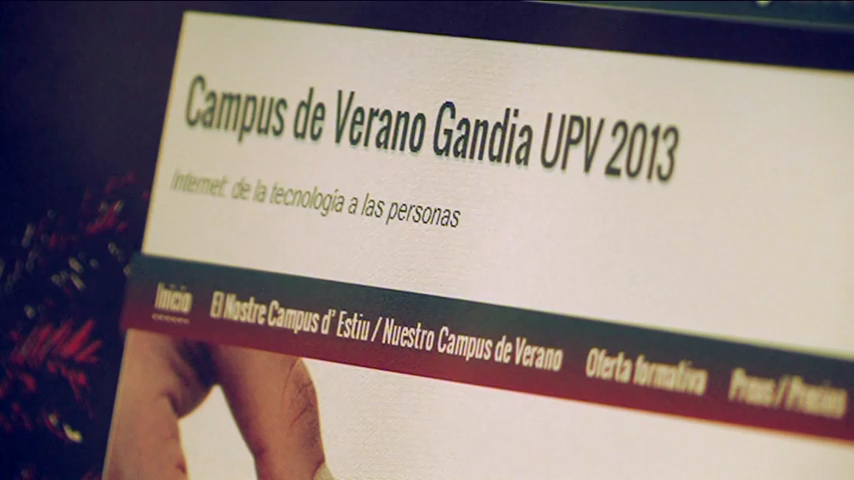 Campus de Verano Gandia UPV 2013
Internet: de la tecnología a las personas
Inicio El Nostre Campus d' Estiu / Nuestro Campus de Verano Oferta formativa Preus / Precios